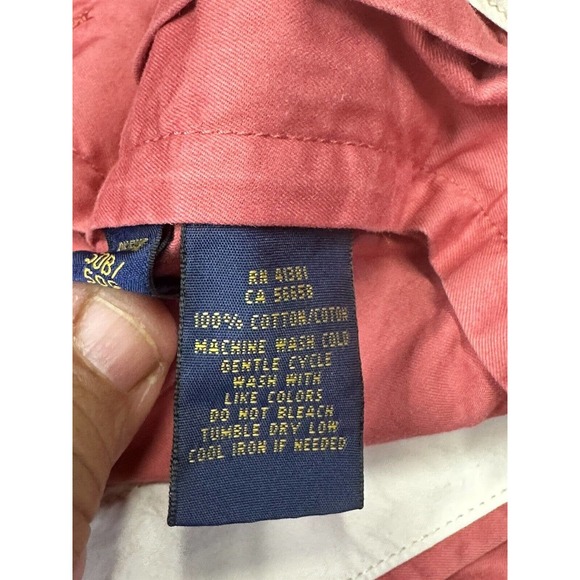 RN 41381
CA 56658
100% COTTON/COTON
MACHINE WASH COLD
GENTLE CYCLE
WASH WITH
LIKE COLORS
DO NOT BLEACH
TUMBLE DRY LOW
COOL IRON IF NEEDED